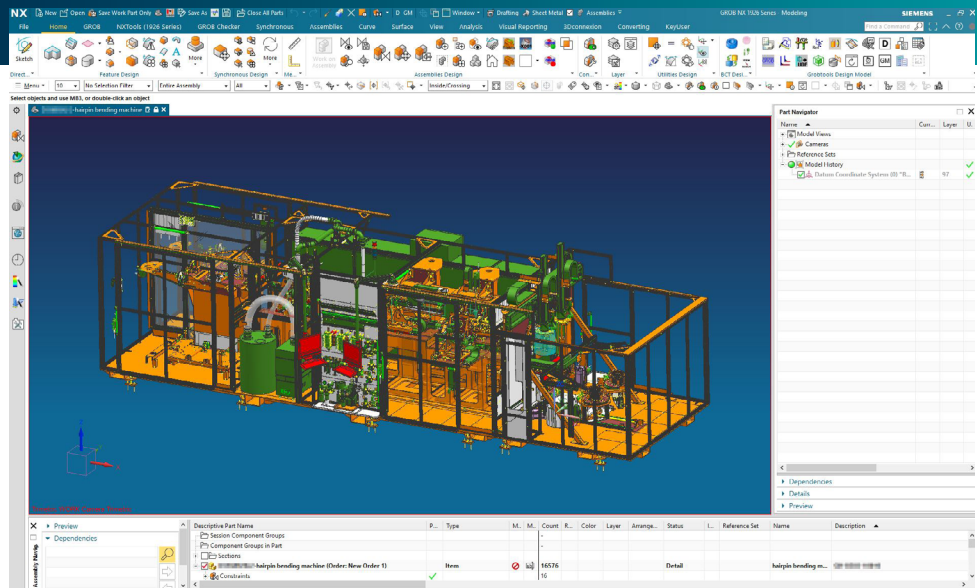 NX New Open Save Work Part Only Save As Close All Parts D GM Window Drafting Sheet Metal Assemblies GROB NX 1926 Series Modeling SIEMENS
File Home GROB NXTools (1926 Series) GROB Checker Synchronous Assemblies Curve Surface View Analysis Visual Reporting 3Dconnexion Converting KeyUser Find a Command
Sketch More More
Direct... Feature Design Synchronous Design Me... Assemblies Design Con... Layer Utilities Design BCT Desi... Grobtools Design Model
Menu 10 No Selection Filter Entire Assembly All Inside/Crossing
Select objects and use MB3, or double-click an object
-hairpin bending machine
Part Navigator
Name Cur... Layer U.
Model Views
Cameras
Reference Sets
Model History
Datum Coordinate System (0) "B... 97
Dependencies
Details
Preview
Assembly Navig.
Preview
Dependencies
Descriptive Part Name P... Type M. M. Count R... Color Layer Arrange... Status I... Reference Set Name Description
Session Component Groups -
Component Groups in Part -
Sections -
-hairpin bending machine (Order: New Order 1) Item 16576 Detail hairpin bending m...
Constraints 16